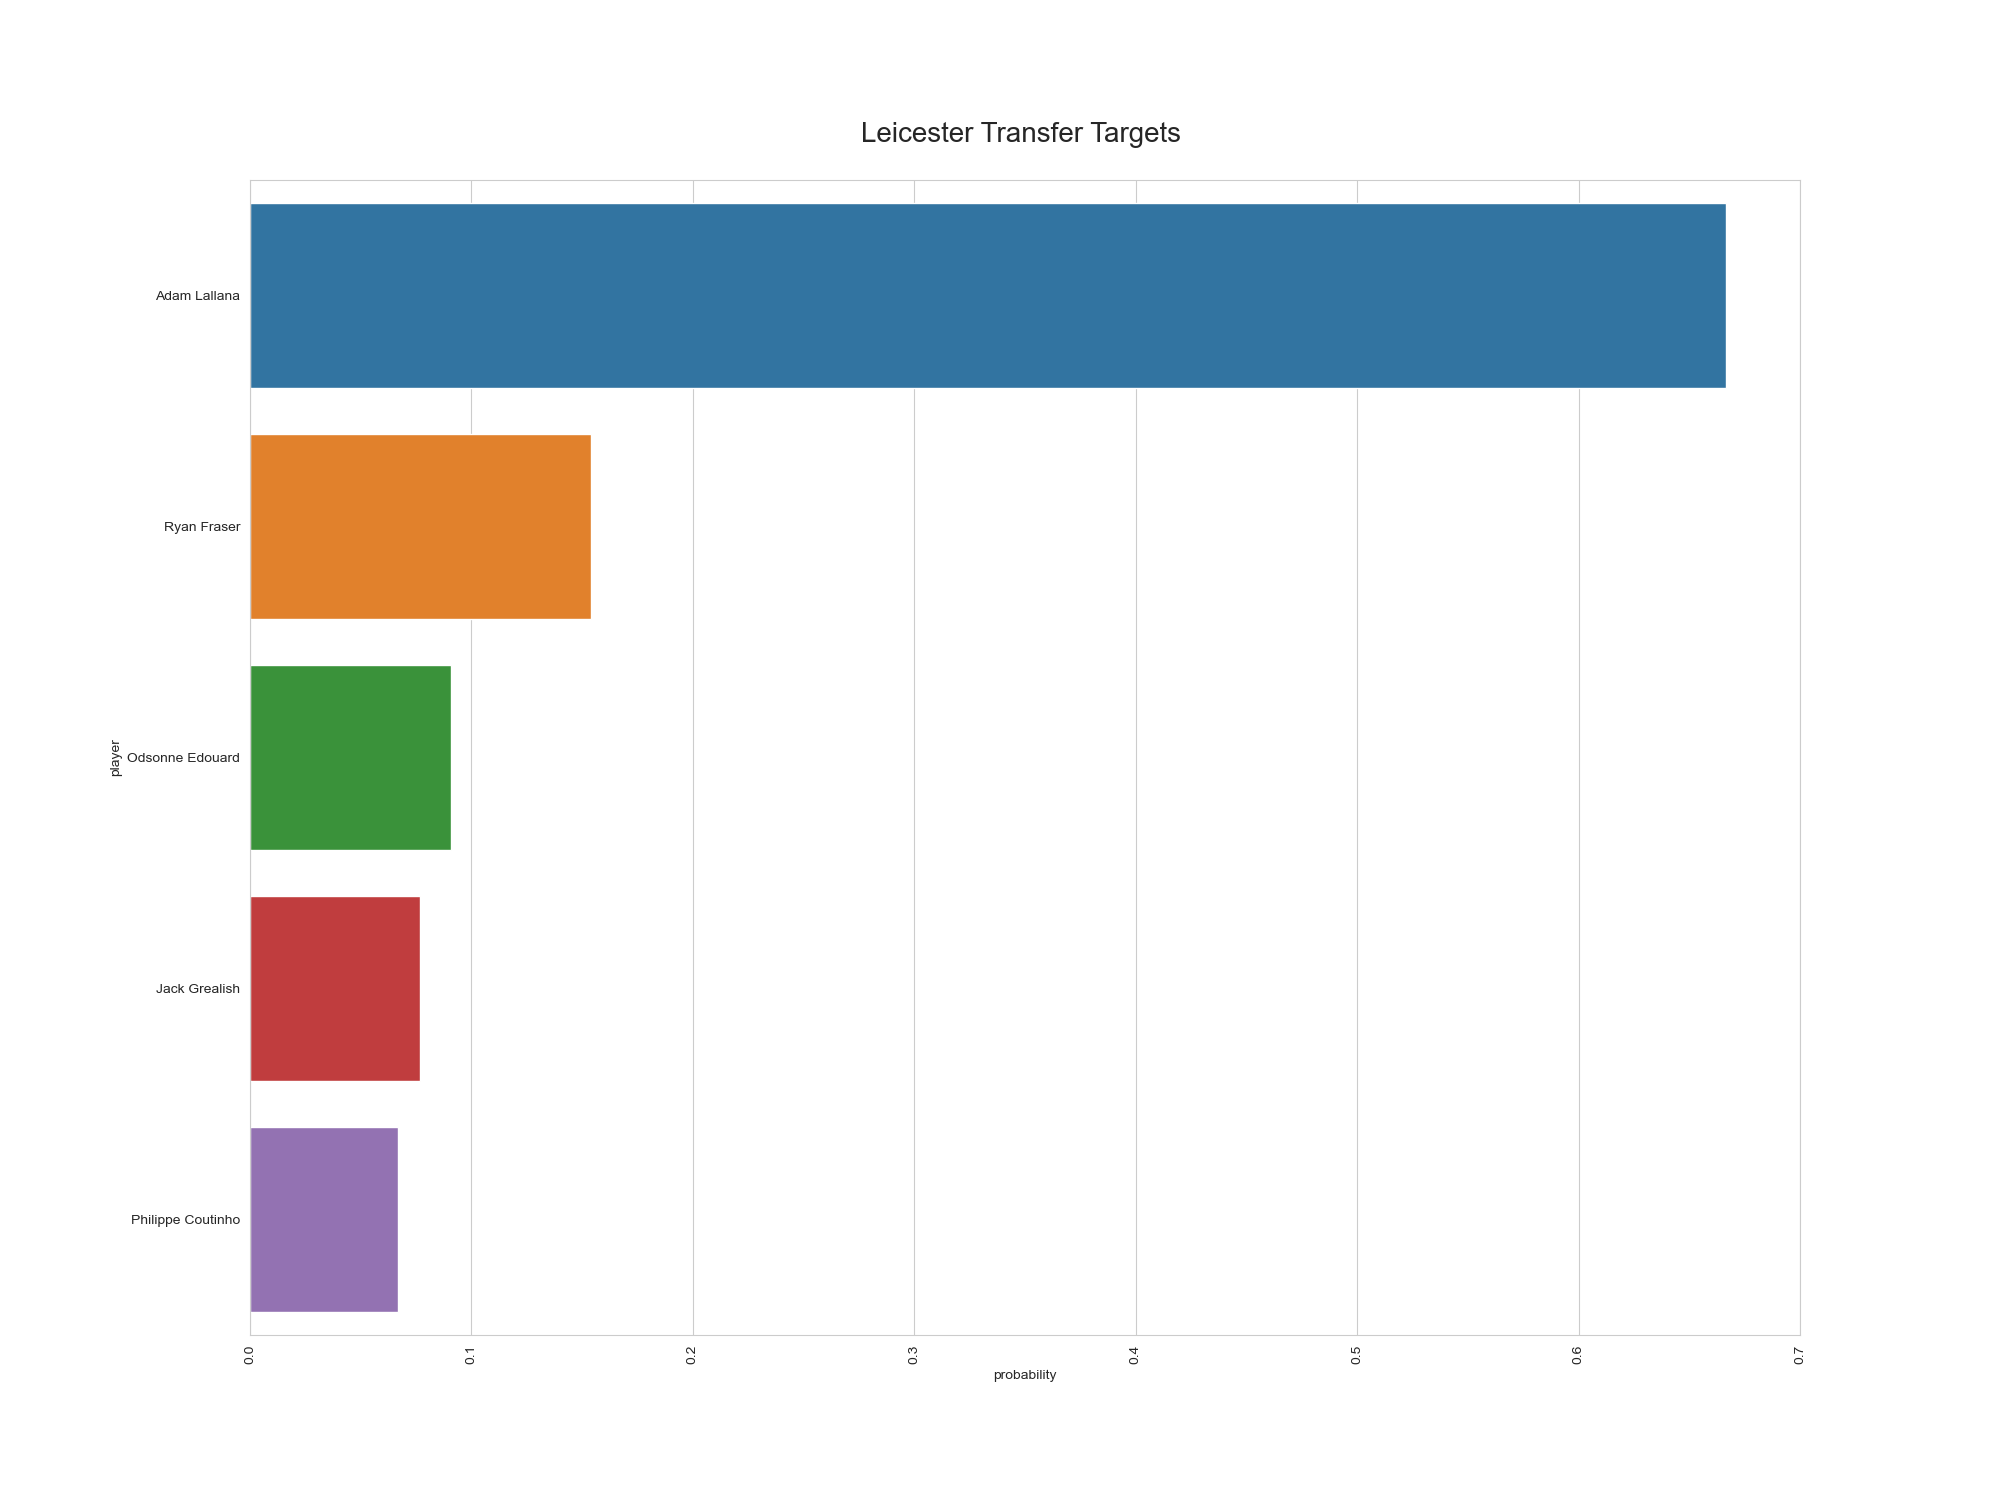 Leicester Transfer Targets
Adam Lallana
Ryan Fraser
Odsonne Edouard
Jack Grealish
Philippe Coutinho
player
0.0
0.1
0.2
0.3
0.4
0.5
0.6
0.7
probability